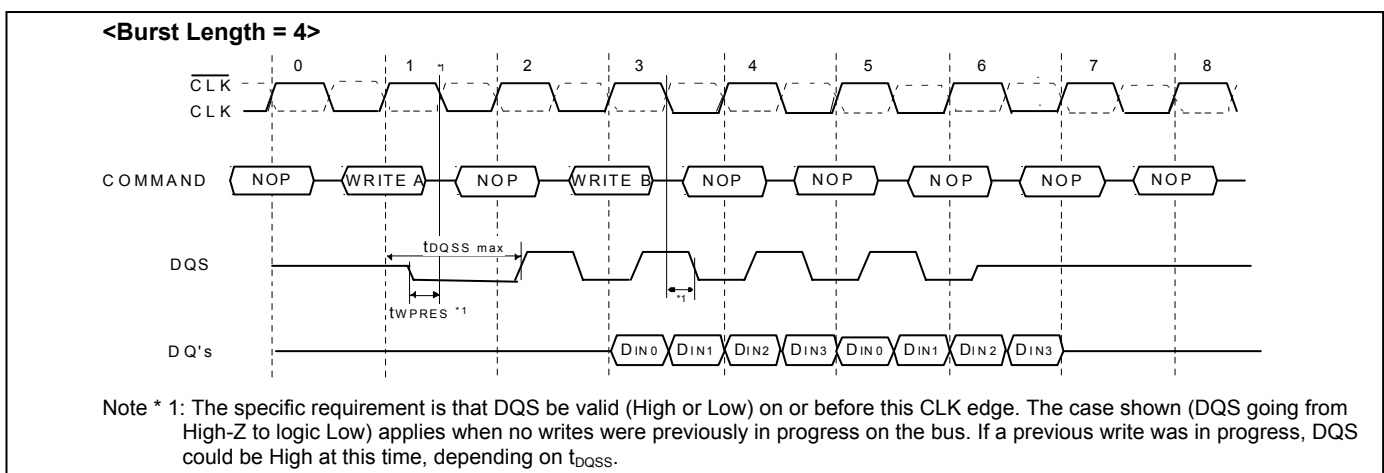 <Burst Length = 4>
0 1 *1 2 3 4 5 6 7 8
CLK
CLK
COMMAND NOP WRITE A NOP WRITE B NOP NOP NOP NOP NOP
tDQSS max
DQS
*1
tWPRES *1
DQ's DIN0 DIN1 DIN2 DIN3 DIN0 DIN1 DIN2 DIN3
Note * 1: The specific requirement is that DQS be valid (High or Low) on or before this CLK edge. The case shown (DQS going from
High-Z to logic Low) applies when no writes were previously in progress on the bus. If a previous write was in progress, DQS
could be High at this time, depending on tDQSS.